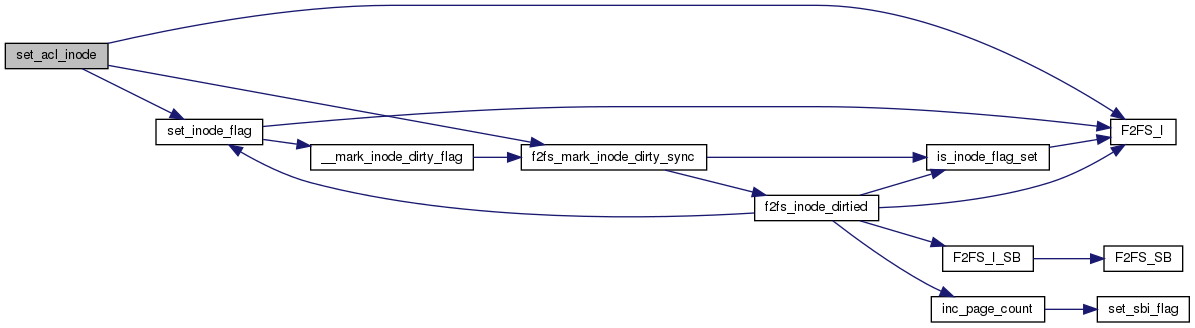 set_acl_inode
set_inode_flag
F2FS_I
__mark_inode_dirty_flag
f2fs_mark_inode_dirty_sync
is_inode_flag_set
f2fs_inode_dirtied
F2FS_I_SB
F2FS_SB
inc_page_count
set_sbi_flag